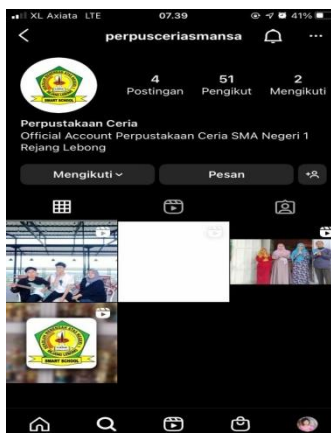 XL Axiata LTE 07.39 41%
perpusceriasmansa
4 51 2
Postingan Pengikut Mengikuti
Perpustakaan Ceria
Official Account Perpustakaan Ceria SMA Negeri 1
Rejang Lebong
Mengikuti Pesan
SMART SCHOOL
SMART SCHOOL